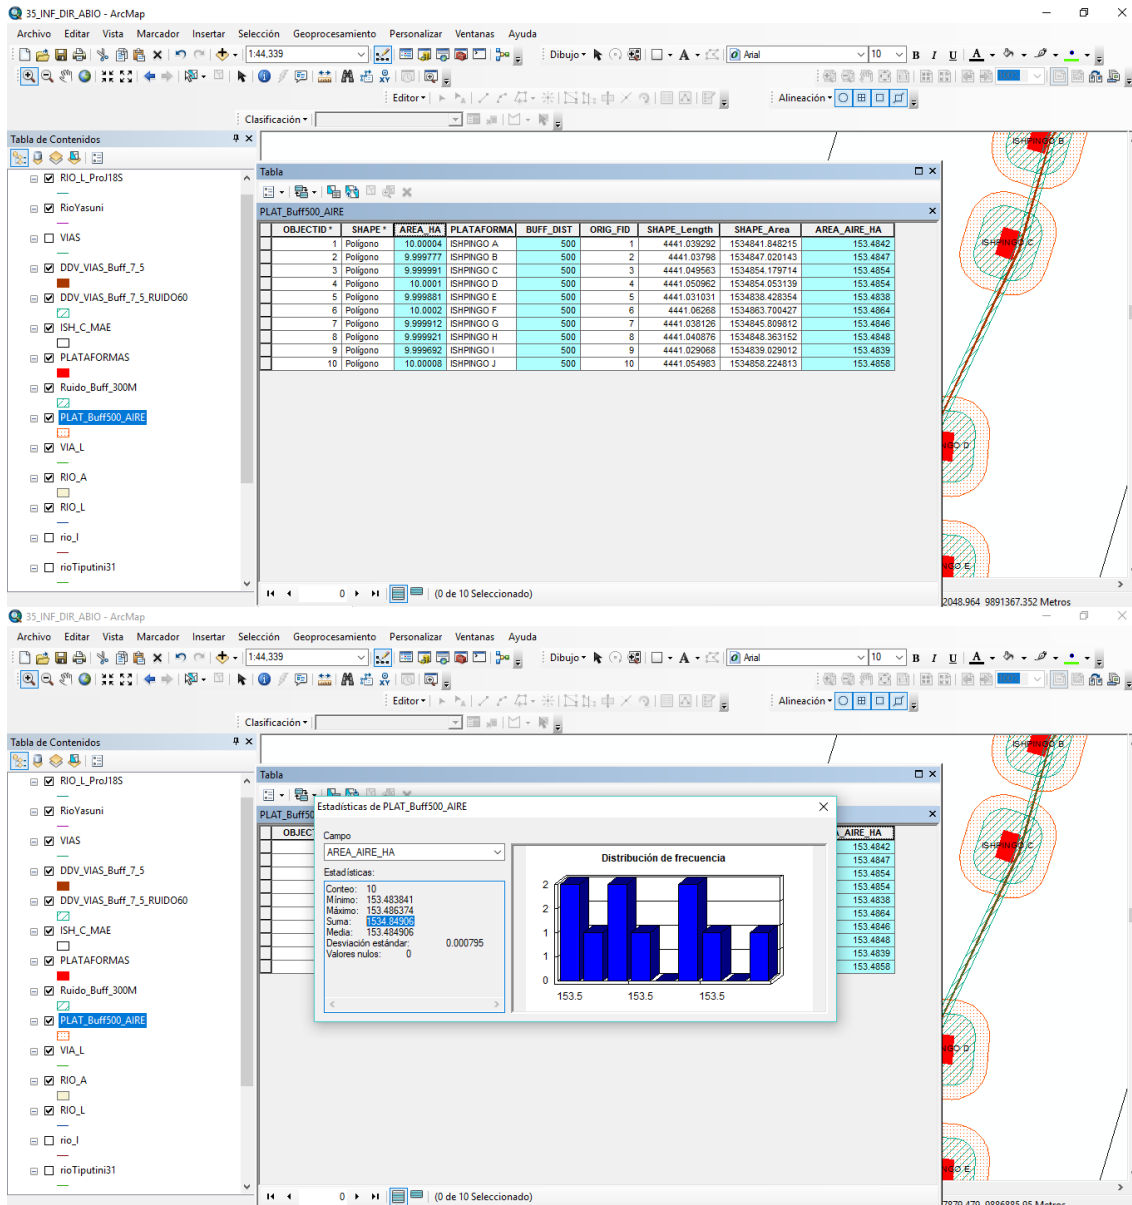 35_INF_DIR_ABIO - ArcMap
Archivo Editar Vista Marcador Insertar Selección Geoprocesamiento Personalizar Ventanas Ayuda
1:44,339 Dibujo Arial 10 B I U A
Editor Alineación
Clasificación
Tabla de Contenidos
RIO_L_ProJ18S
RioYasuni
VIAS
DDV_VIAS_Buff_7_5
DDV_VIAS_Buff_7_5_RUIDO60
ISH_C_MAE
PLATAFORMAS
Ruido_Buff_300M
PLAT_Buff500_AIRE
VIA_L
RIO_A
RIO_L
rio_l
rioTiputini31
Tabla
PLAT_Buff500_AIRE
OBJECTID * SHAPE * AREA_HA PLATAFORMA BUFF_DIST ORIG_FID SHAPE_Length SHAPE_Area AREA_AIRE_HA
1 Polígono 10.00004 ISHPINGO A 500 1 4441.039292 1534841.848215 153.4842
2 Polígono 9.999777 ISHPINGO B 500 2 4441.03798 1534847.020143 153.4847
3 Polígono 9.999991 ISHPINGO C 500 3 4441.049563 1534854.179714 153.4854
4 Polígono 10.0001 ISHPINGO D 500 4 4441.050962 1534854.053139 153.4854
5 Polígono 9.999881 ISHPINGO E 500 5 4441.031031 1534838.428354 153.4838
6 Polígono 10.0002 ISHPINGO F 500 6 4441.06268 1534863.700427 153.4864
7 Polígono 9.999912 ISHPINGO G 500 7 4441.038126 1534845.809812 153.4846
8 Polígono 9.999921 ISHPINGO H 500 8 4441.040876 1534848.363152 153.4848
9 Polígono 9.999692 ISHPINGO I 500 9 4441.029068 1534839.029012 153.4839
10 Polígono 10.00008 ISHPINGO J 500 10 4441.054983 1534858.224813 153.4858
0 (0 de 10 Seleccionado)
ISHPINGO B
ISHPINGO C
NGO D
NGO E
2048.964 9891367.352 Metros
35_INF_DIR_ABIO - ArcMap
Archivo Editar Vista Marcador Insertar Selección Geoprocesamiento Personalizar Ventanas Ayuda
1:44,339 Dibujo Arial 10 B I U A
Editor Alineación
Clasificación
Tabla de Contenidos
RIO_L_ProJ18S
RioYasuni
VIAS
DDV_VIAS_Buff_7_5
DDV_VIAS_Buff_7_5_RUIDO60
ISH_C_MAE
PLATAFORMAS
Ruido_Buff_300M
PLAT_Buff500_AIRE
VIA_L
RIO_A
RIO_L
rio_l
rioTiputini31
Tabla
PLAT_Buff50
OBJEC
A_AIRE_HA
153.4842
153.4847
153.4854
153.4854
153.4838
153.4864
153.4846
153.4848
153.4839
153.4858
Estadísticas de PLAT_Buff500_AIRE
Campo
AREA_AIRE_HA
Estadísticas:
Conteo: 10
Mínimo: 153.483841
Máximo: 153.486374
Suma: 1534.84906
Media: 153.484906
Desviación estándar: 0.000795
Valores nulos: 0
Distribución de frecuencia
2
2
1
1
0
153.5 153.5 153.5
0 (0 de 10 Seleccionado)
ISHPINGO B
ISHPINGO C
NGO D
NGO E
7879.479 9886885.95 Metros